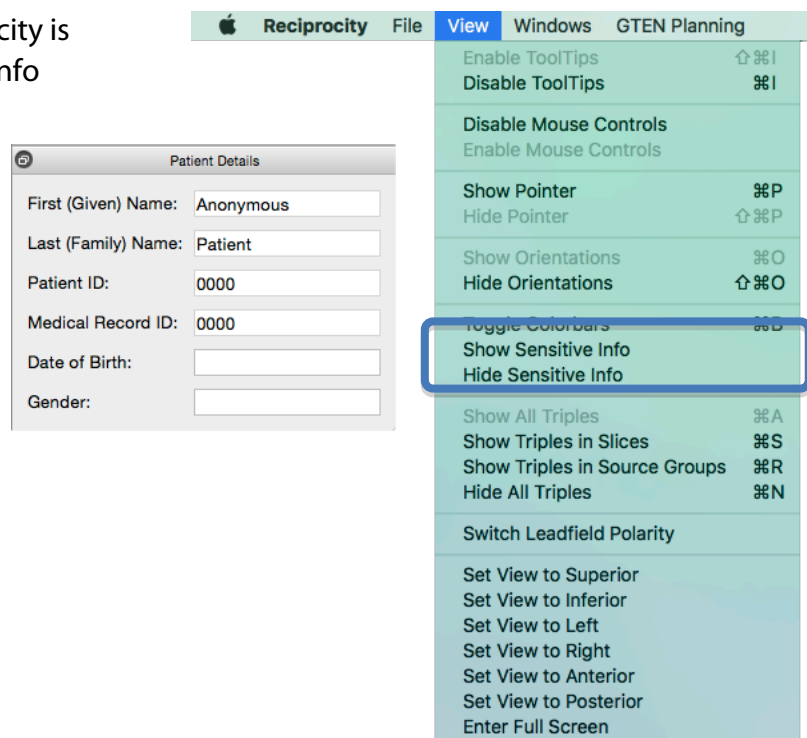 city is
nfo
Reciprocity File View Windows GTEN Planning
Patient Details
First (Given) Name: Anonymous
Last (Family) Name: Patient
Patient ID: 0000
Medical Record ID: 0000
Date of Birth:
Gender:
Enable ToolTips ⇧⌘I
Disable ToolTips ⌘I
Disable Mouse Controls
Enable Mouse Controls
Show Pointer ⌘P
Hide Pointer ⇧⌘P
Show Orientations ⌘O
Hide Orientations ⇧⌘O
Toggle Colorbars ⌘B
Show Sensitive Info
Hide Sensitive Info
Show All Triples ⌘A
Show Triples in Slices ⌘S
Show Triples in Source Groups ⌘R
Hide All Triples ⌘N
Switch Leadfield Polarity
Set View to Superior
Set View to Inferior
Set View to Left
Set View to Right
Set View to Anterior
Set View to Posterior
Enter Full Screen